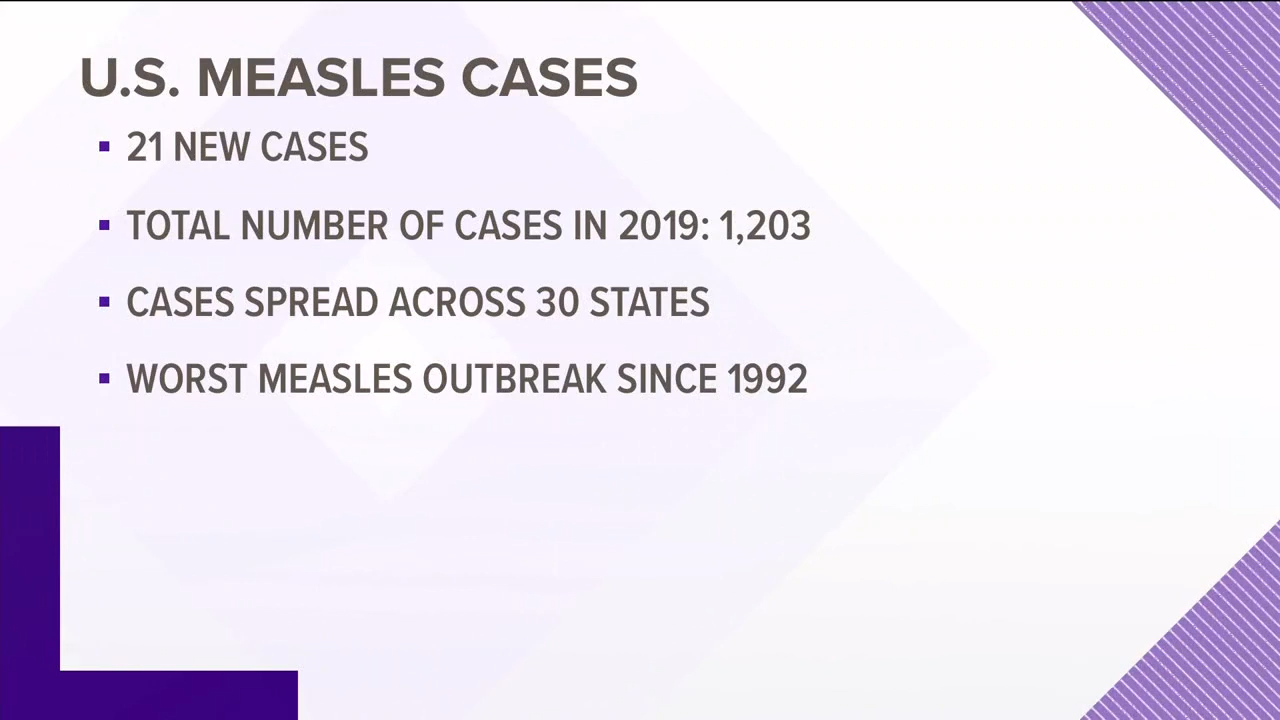 U.S. MEASLES CASES
▪ 21 NEW CASES
▪ TOTAL NUMBER OF CASES IN 2019: 1,203
▪ CASES SPREAD ACROSS 30 STATES
▪ WORST MEASLES OUTBREAK SINCE 1992